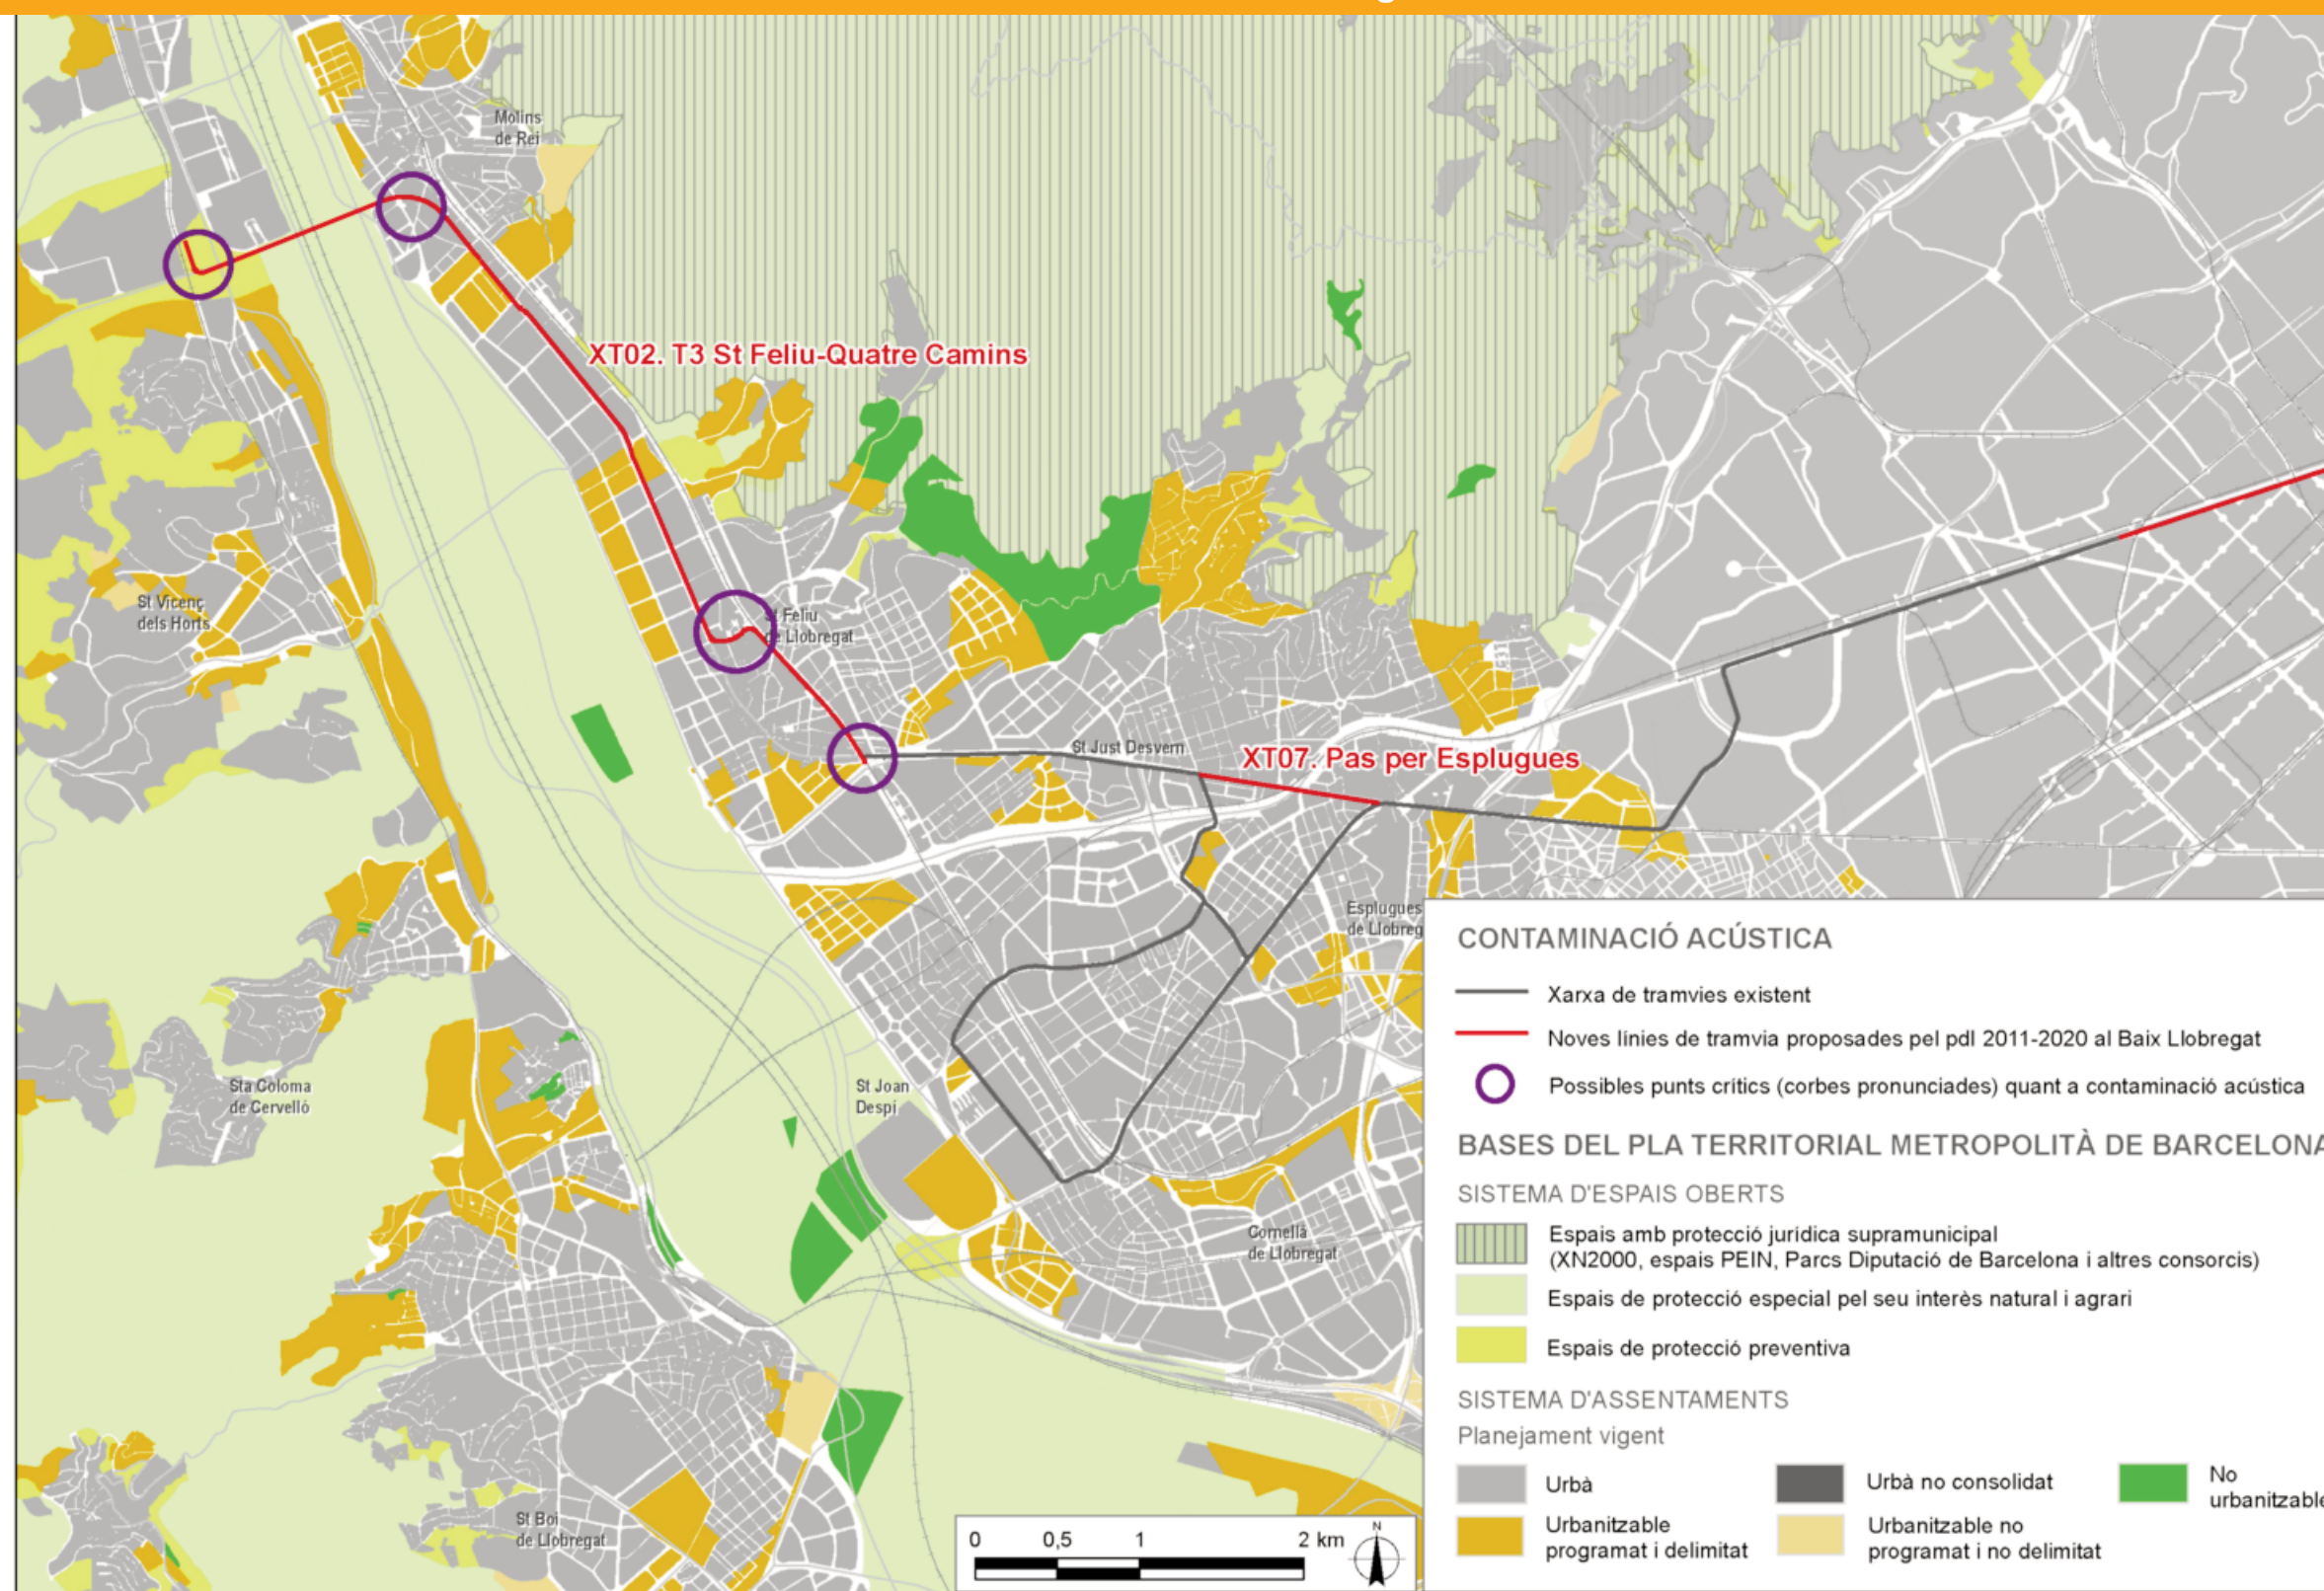 Molins
de Rei
XT02. T3 St Feliu-Quatre Camins
St Vicenç
dels Horts
St Feliu
de Llobregat
St Just Desvern
XT07. Pas per Esplugues
Esplugues
de Llobreg
Sta Coloma
de Cervelló
St Joan
Despí
Cornellà
de Llobregat
St Boi
de Llobregat
0 0,5 1 2 km
N
CONTAMINACIÓ ACÚSTICA
Xarxa de tramvies existent
Noves línies de tramvia proposades pel pdI 2011-2020 al Baix Llobregat
Possibles punts crítics (corbes pronunciades) quant a contaminació acústica
BASES DEL PLA TERRITORIAL METROPOLITÀ DE BARCELONA
SISTEMA D'ESPAIS OBERTS
Espais amb protecció jurídica supramunicipal
(XN2000, espais PEIN, Parcs Diputació de Barcelona i altres consorcis)
Espais de protecció especial pel seu interès natural i agrari
Espais de protecció preventiva
SISTEMA D'ASSENTAMENTS
Planejament vigent
Urbà
Urbà no consolidat
No
urbanitzable
Urbanitzable
programat i delimitat
Urbanitzable no
programat i no delimitat